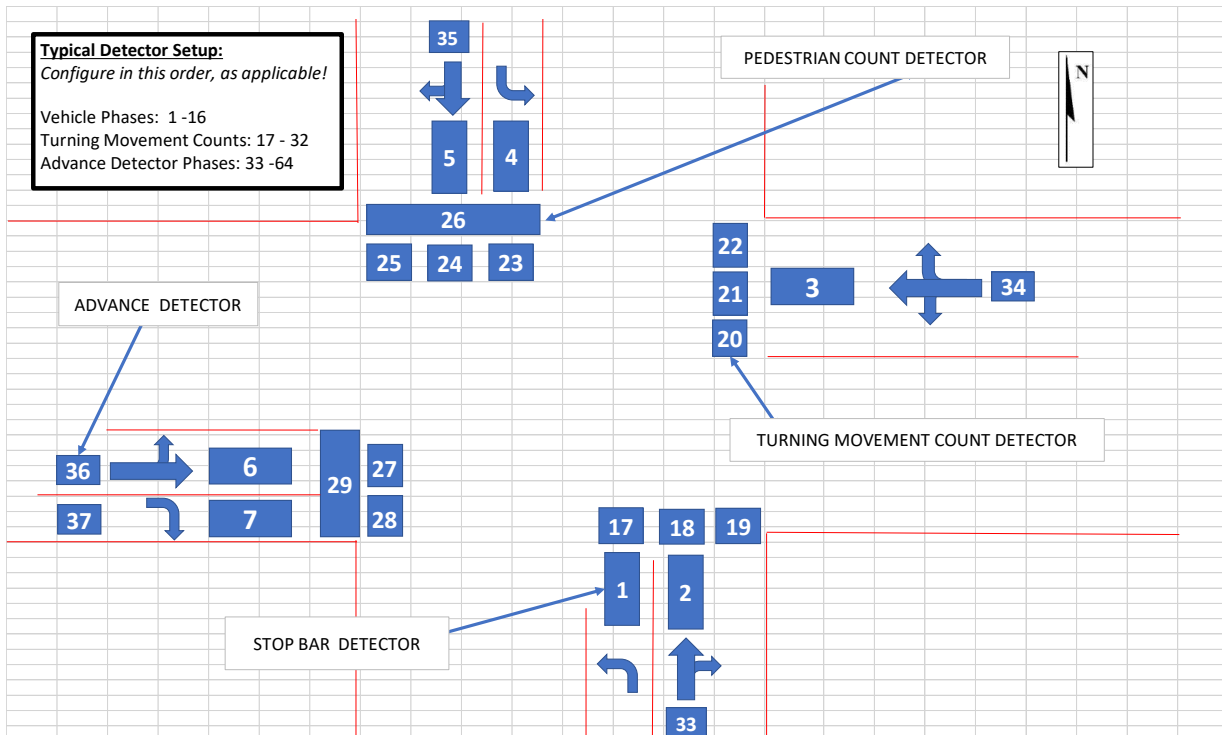 Typical Detector Setup:
Configure in this order, as applicable!
Vehicle Phases: 1 -16
Turning Movement Counts: 17 - 32
Advance Detector Phases: 33 -64
35
PEDESTRIAN COUNT DETECTOR
N
5
4
26
25
24
23
22
21
20
3
34
ADVANCE DETECTOR
TURNING MOVEMENT COUNT DETECTOR
36
6
29
27
37
7
28
17
18
19
1
2
STOP BAR DETECTOR
33